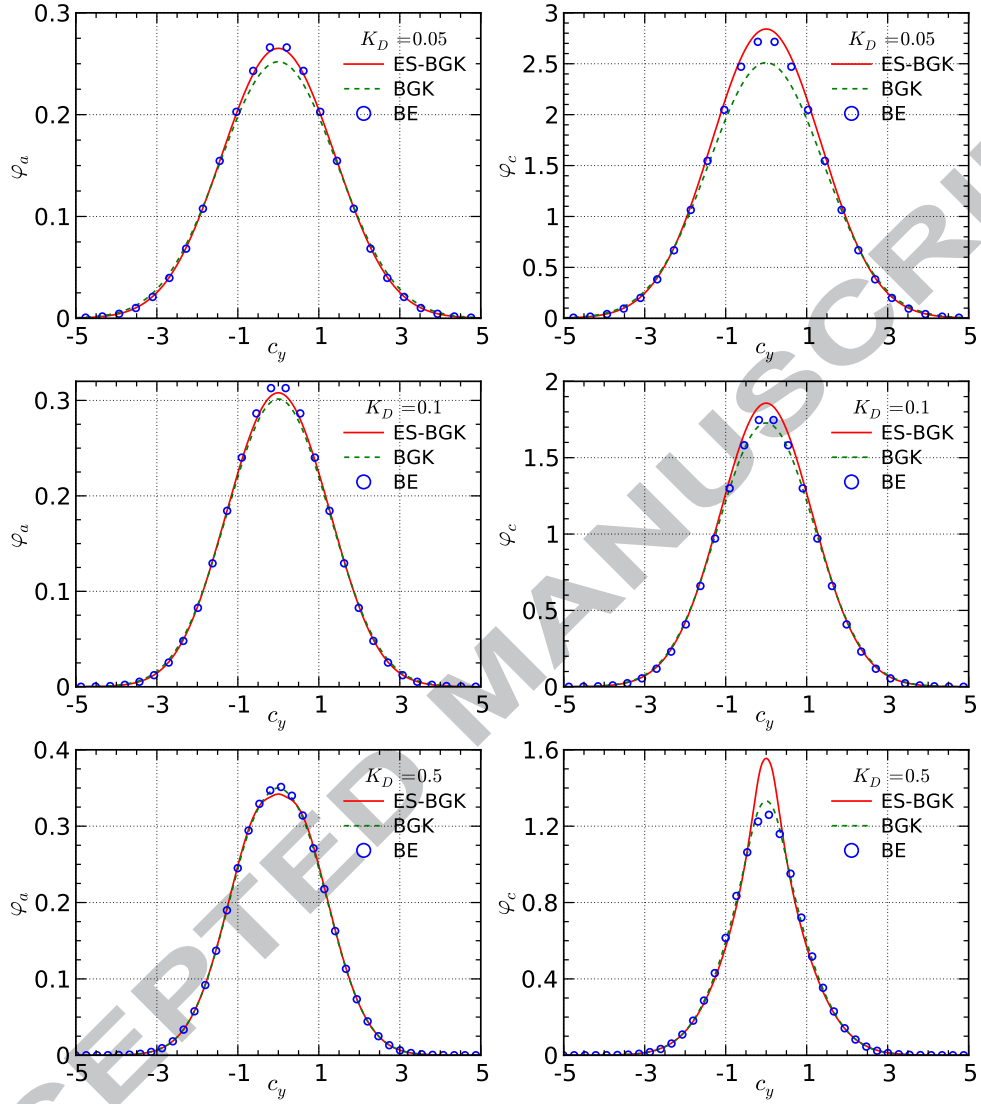 0.3
0.2
0.1
0
φₐ
K_D =0.05
ES-BGK
BGK
BE
-5 -3 -1 1 3 5
c_y
3
2.5
2
1.5
1
0.5
0
φ_c
K_D =0.05
ES-BGK
BGK
BE
-5 -3 -1 1 3 5
c_y
0.3
0.2
0.1
0
φₐ
K_D =0.1
ES-BGK
BGK
BE
-5 -3 -1 1 3 5
c_y
2
1.5
1
0.5
0
φ_c
K_D =0.1
ES-BGK
BGK
BE
-5 -3 -1 1 3 5
c_y
0.4
0.3
0.2
0.1
0
φₐ
K_D =0.5
ES-BGK
BGK
BE
-5 -3 -1 1 3 5
c_y
1.6
1.2
0.8
0.4
0
φ_c
K_D =0.5
ES-BGK
BGK
BE
-5 -3 -1 1 3 5
c_y
CEPTED MANUSCRI